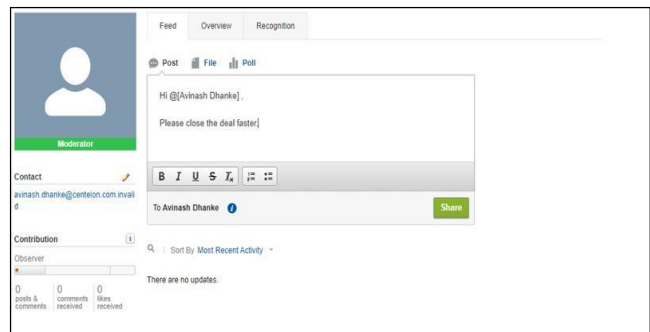 Feed Overview Recognition
Post File Poll
Hi @[Avinash Dhanke] .
Please close the deal faster.
Moderator
Contact
avinash dhanke@centelon.com.invali
d
B I U S Tx
To Avinash Dhanke
Share
Contribution
Observer
Sort By Most Recent Activity
There are no updates.
0 0 0
posts & comments likes
comments received received